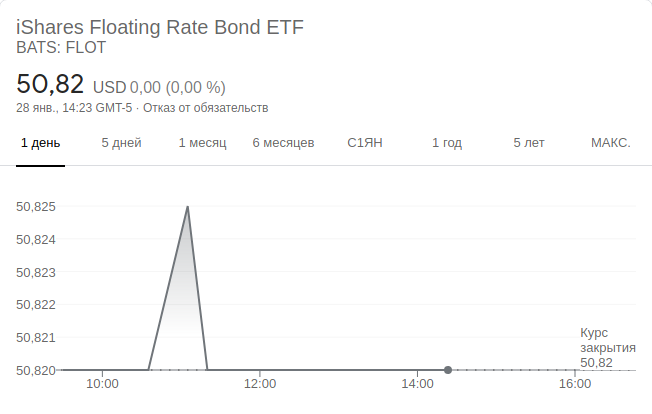 iShares Floating Rate Bond ETF
BATS: FLOT
50,82 USD 0,00 (0,00 %)
28 янв., 14:23 GMT-5 · Отказ от обязательств
1 день 5 дней 1 месяц 6 месяцев С1ЯН 1 год 5 лет МАКС.
50,825
50,824
50,823
50,822
50,821
Курс
закрытия
50,82
50,820
10:00 12:00 14:00 16:00